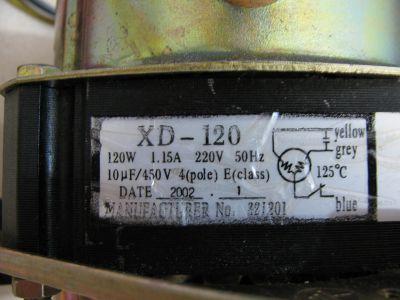 XD-120
120W 1.15A 220V 50Hz
10μF/450V 4(pole) E(class)
DATE 2002 . 1
MANUFACTURER No. 221201
yellow
grey
125°C
blue